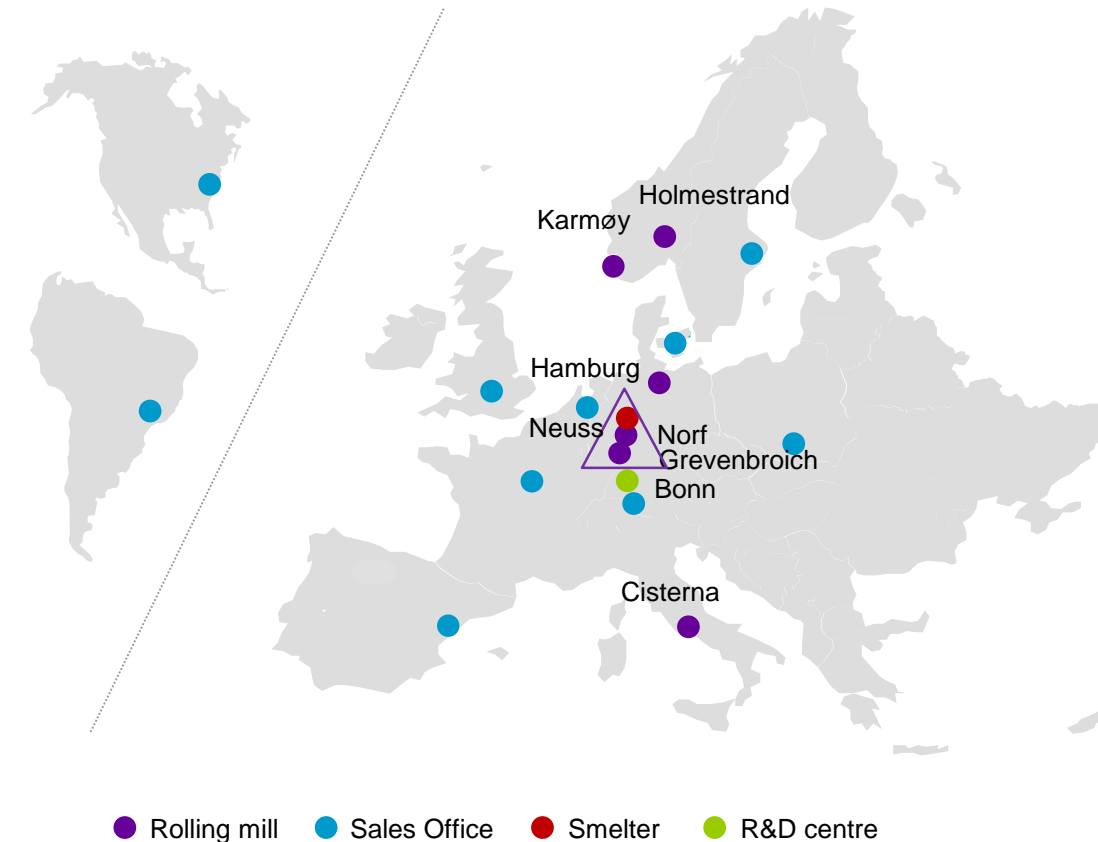 Holmestrand
Karmøy
Hamburg
Neuss
Norf
Grevenbroich
Bonn
Cisterna
Rolling mill
Sales Office
Smelter
R&D centre